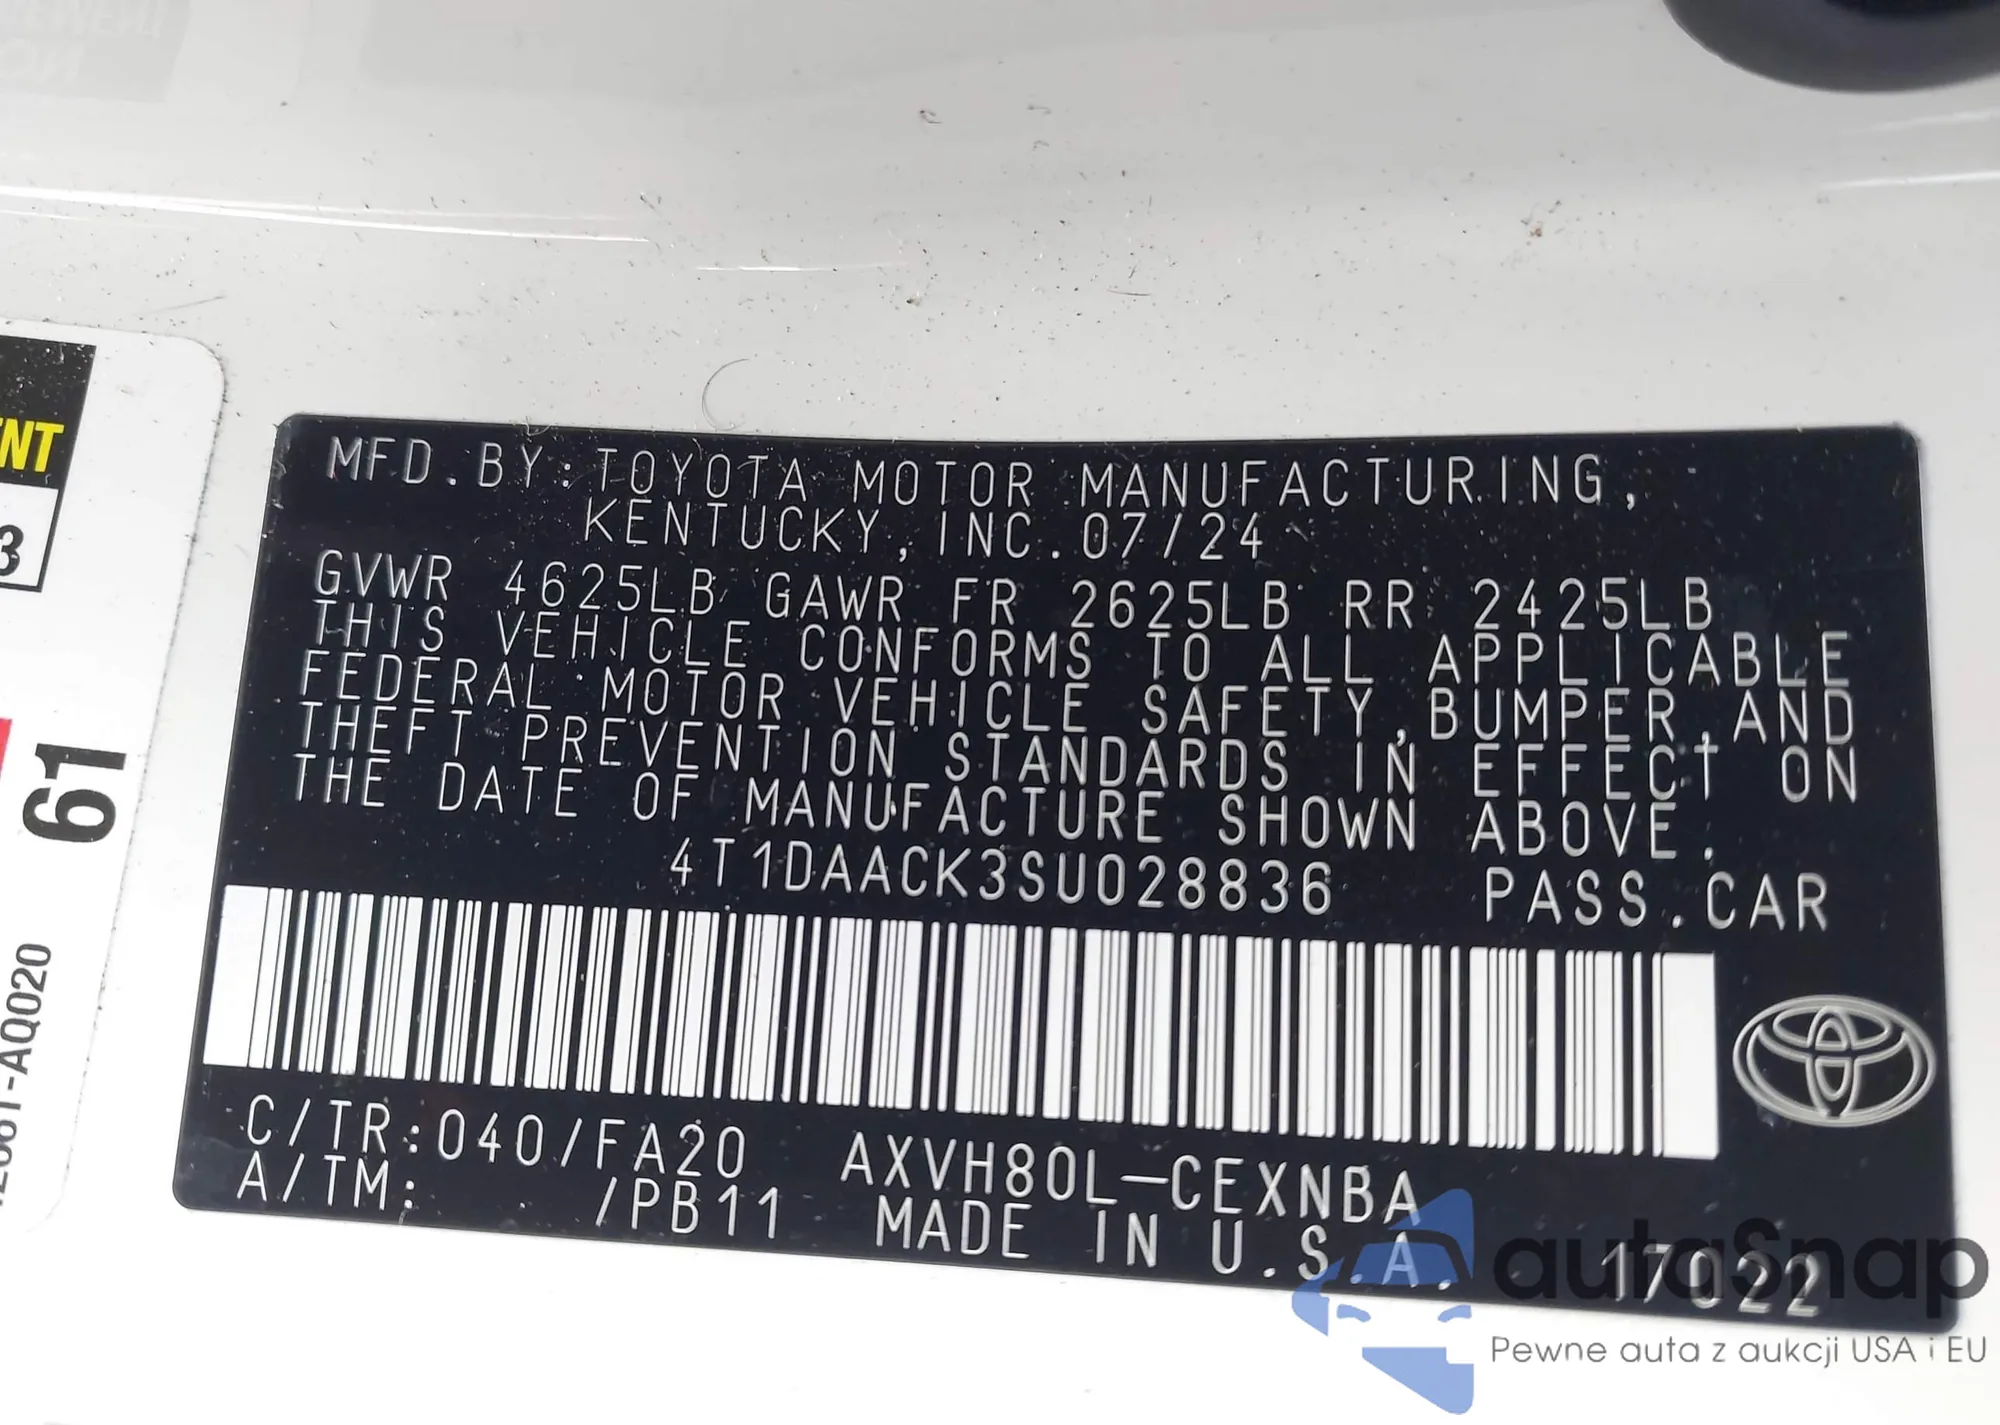 NT
3
61
-AQ020
MFD.BY:TOYOTA MOTOR MANUFACTURING,
KENTUCKY, INC. 07/24
GVWR 4625LB GAWR FR 2625LB RR 2425LB
THIS VEHICLE CONFORMS TO ALL APPLICABLE
FEDERAL MOTOR VEHICLE SAFETY,BUMPER,AND
THEFT PREVENTION STANDARDS IN EFFECT ON
THE DATE OF MANUFACTURE SHOWN ABOVE.
4T1DAACK3SU028836 PASS.CAR
C/TR:040/FA20 AXVH80L-CEXNBA
A/TM: /PB11 MADE IN U.S.A. 17022
autoSnap
Pewne auta z aukcji USA i EU